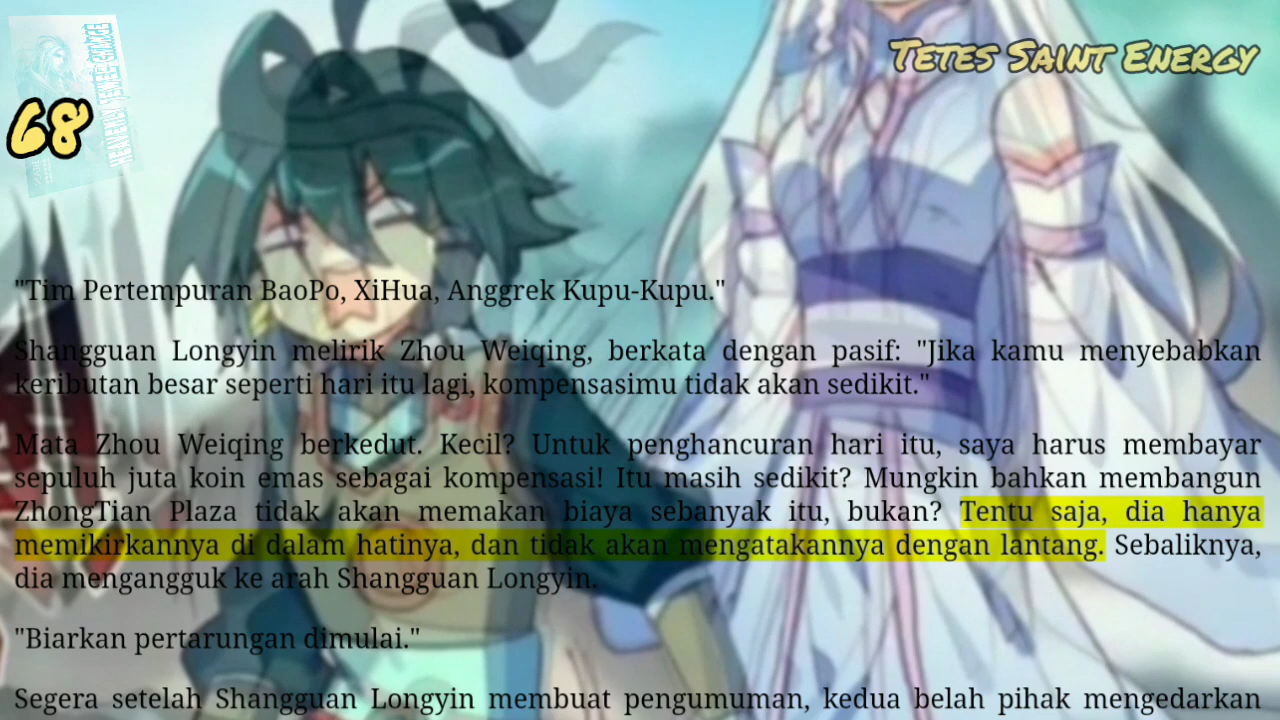 HEAVENLY JEWEL CHANGE
68
TETES SAINT ENERGY
"Tim Pertempuran BaoPo, XiHua, Anggrek Kupu-Kupu."
Shangguan Longyin melirik Zhou Weiqing, berkata dengan pasif: "Jika kamu menyebabkan
keributan besar seperti hari itu lagi, kompensasimu tidak akan sedikit."
Mata Zhou Weiqing berkedut. Kecil? Untuk penghancuran hari itu, saya harus membayar
sepuluh juta koin emas sebagai kompensasi! Itu masih sedikit? Mungkin bahkan membangun
ZhongTian Plaza tidak akan memakan biaya sebanyak itu, bukan? Tentu saja, dia hanya
memikirkannya di dalam hatinya, dan tidak akan mengatakannya dengan lantang. Sebaliknya,
dia mengangguk ke arah Shangguan Longyin.
"Biarkan pertarungan dimulai."
Segera setelah Shangguan Longyin membuat pengumuman, kedua belah pihak mengedarkan